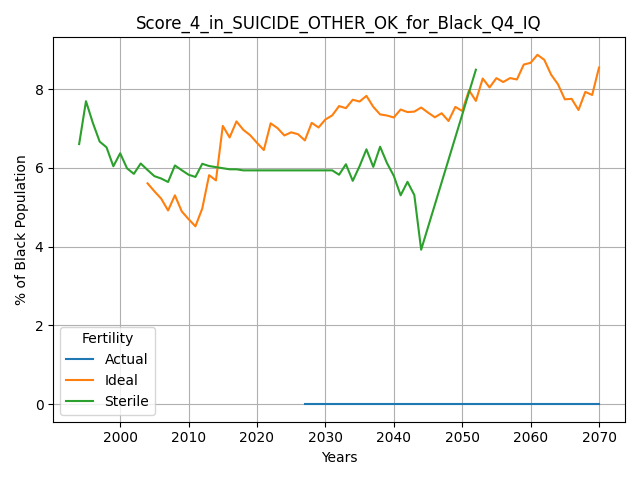 Score_4_in_SUICIDE_OTHER_OK_for_Black_Q4_IQ
% of Black Population
8
6
4
2
0
Fertility
Actual
Ideal
Sterile
2000 2010 2020 2030 2040 2050 2060 2070
Years